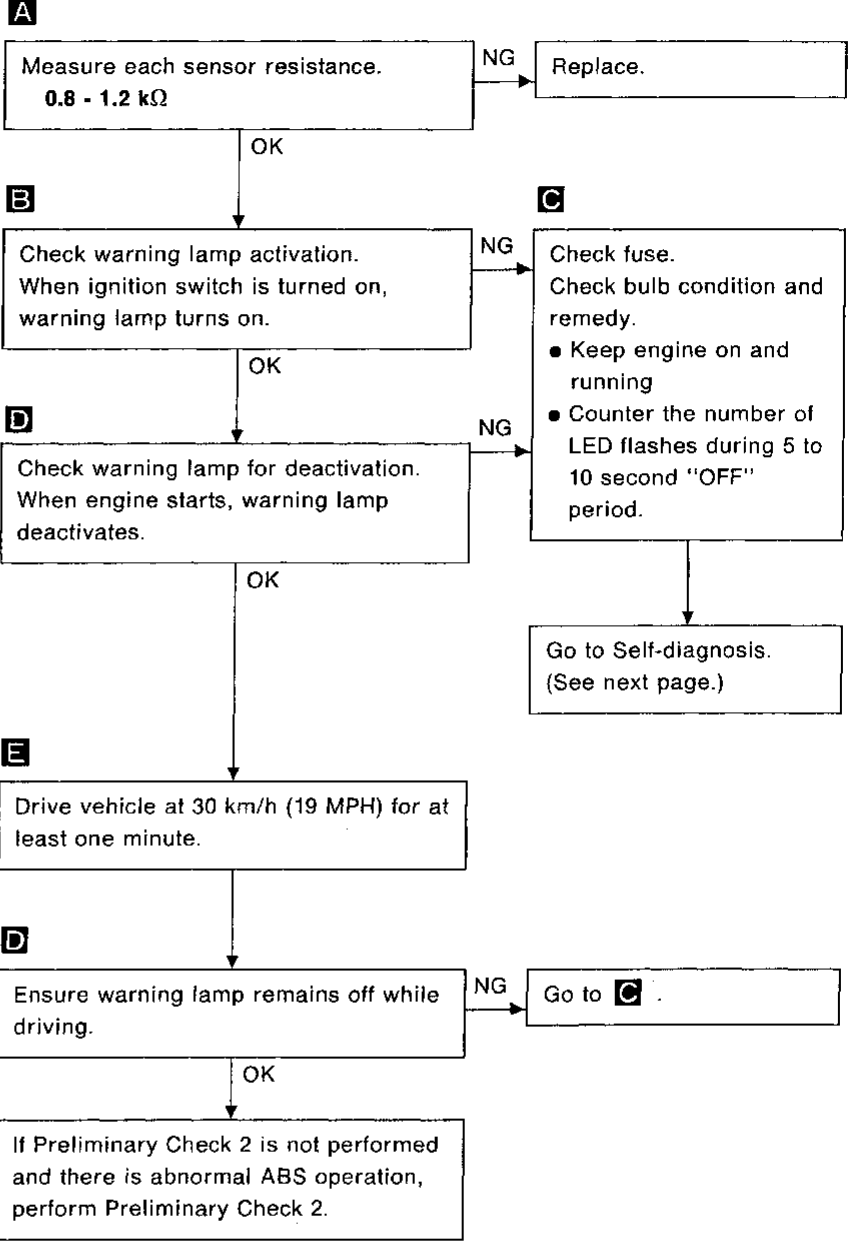 A
Measure each sensor resistance.
0.8 - 1.2 kΩ
NG
Replace.
OK
B
Check warning lamp activation.
When ignition switch is turned on,
warning lamp turns on.
NG
C
Check fuse.
Check bulb condition and
remedy.
● Keep engine on and
running
● Counter the number of
LED flashes during 5 to
10 second "OFF"
period.
OK
D
Check warning lamp for deactivation.
When engine starts, warning lamp
deactivates.
NG
OK
Go to Self-diagnosis.
(See next page.)
E
Drive vehicle at 30 km/h (19 MPH) for at
least one minute.
D
Ensure warning lamp remains off while
driving.
NG
Go to C .
OK
If Preliminary Check 2 is not performed
and there is abnormal ABS operation,
perform Preliminary Check 2.